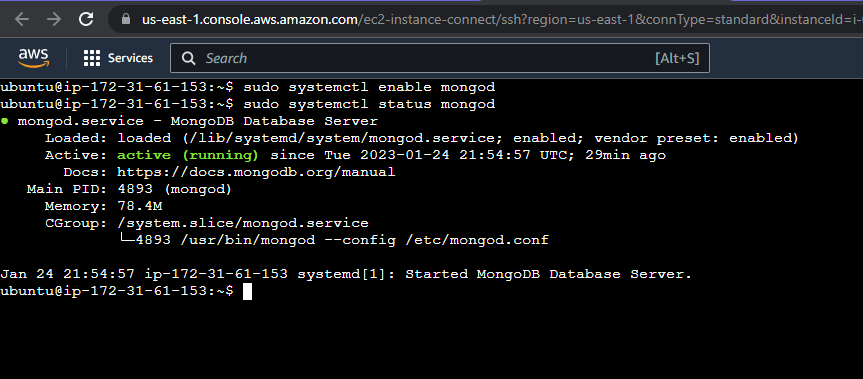 us-east-1.console.aws.amazon.com/ec2-instance-connect/ssh?region=us-east-1&connType=standard&instanceId=i-
aws Services Search [Alt+S]
ubuntu@ip-172-31-61-153:~$ sudo systemctl enable mongod
ubuntu@ip-172-31-61-153:~$ sudo systemctl status mongod
● mongod.service - MongoDB Database Server
Loaded: loaded (/lib/systemd/system/mongod.service; enabled; vendor preset: enabled)
Active: active (running) since Tue 2023-01-24 21:54:57 UTC; 29min ago
Docs: https://docs.mongodb.org/manual
Main PID: 4893 (mongod)
Memory: 78.4M
CGroup: /system.slice/mongod.service
└─4893 /usr/bin/mongod --config /etc/mongod.conf
Jan 24 21:54:57 ip-172-31-61-153 systemd[1]: Started MongoDB Database Server.
ubuntu@ip-172-31-61-153:~$